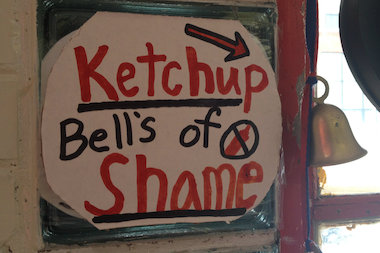 Ketchup
Bell's of
Shame